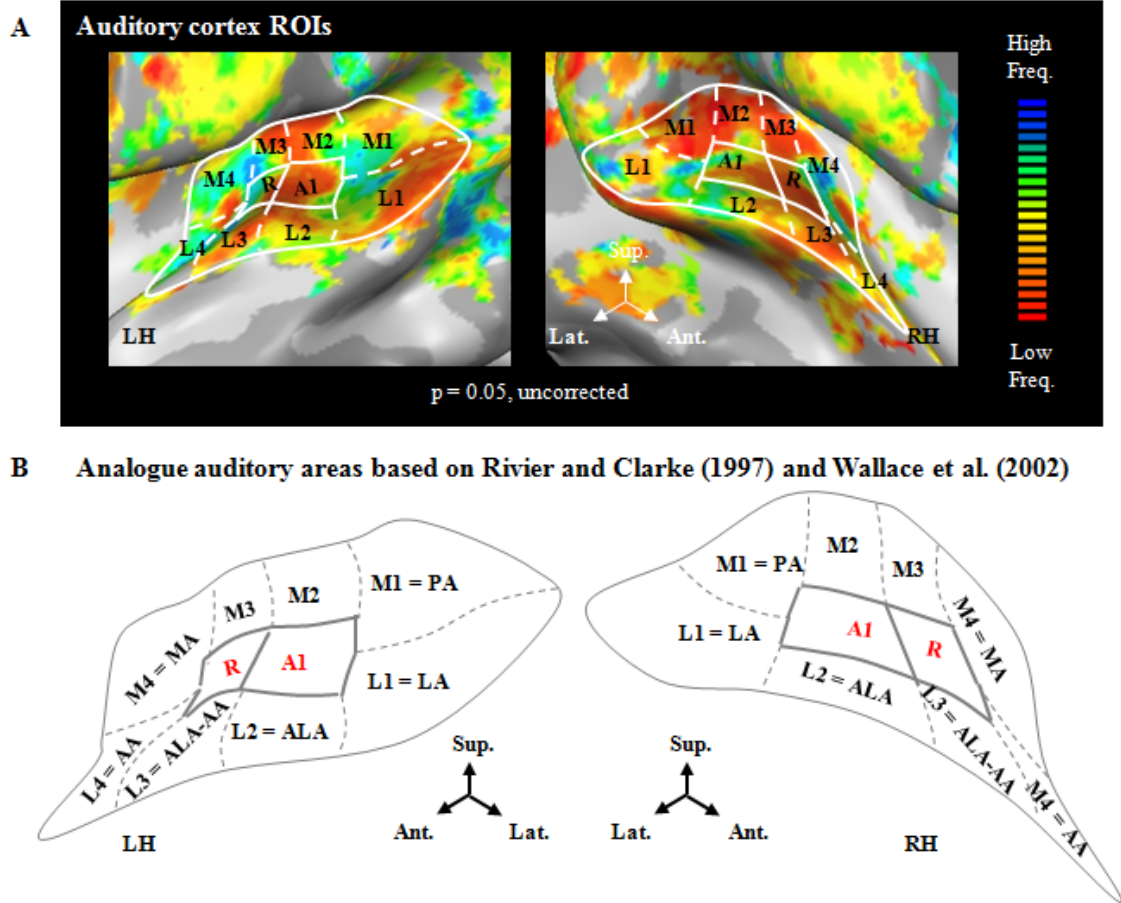 A
Auditory cortex ROIs
High
Freq.
M3
M2
M1
M4
R
A1
L1
L4
L3
L2
LH
M1
M2
M3
L1
A1
M4
R
L2
L3
L4
Sup.
Lat.
Ant.
RH
Low
Freq.
p = 0.05, uncorrected
B
Analogue auditory areas based on Rivier and Clarke (1997) and Wallace et al. (2002)
M3
M2
M1 = PA
M4 = MA
R
A1
L1 = LA
L4 = AA
L3 = ALA-AA
L2 = ALA
Sup.
Ant.
Lat.
LH
M1 = PA
M2
M3
L1 = LA
A1
R
M4 = MA
L2 = ALA
L3 = ALA-AA
M4 = AA
Sup.
Lat.
Ant.
RH